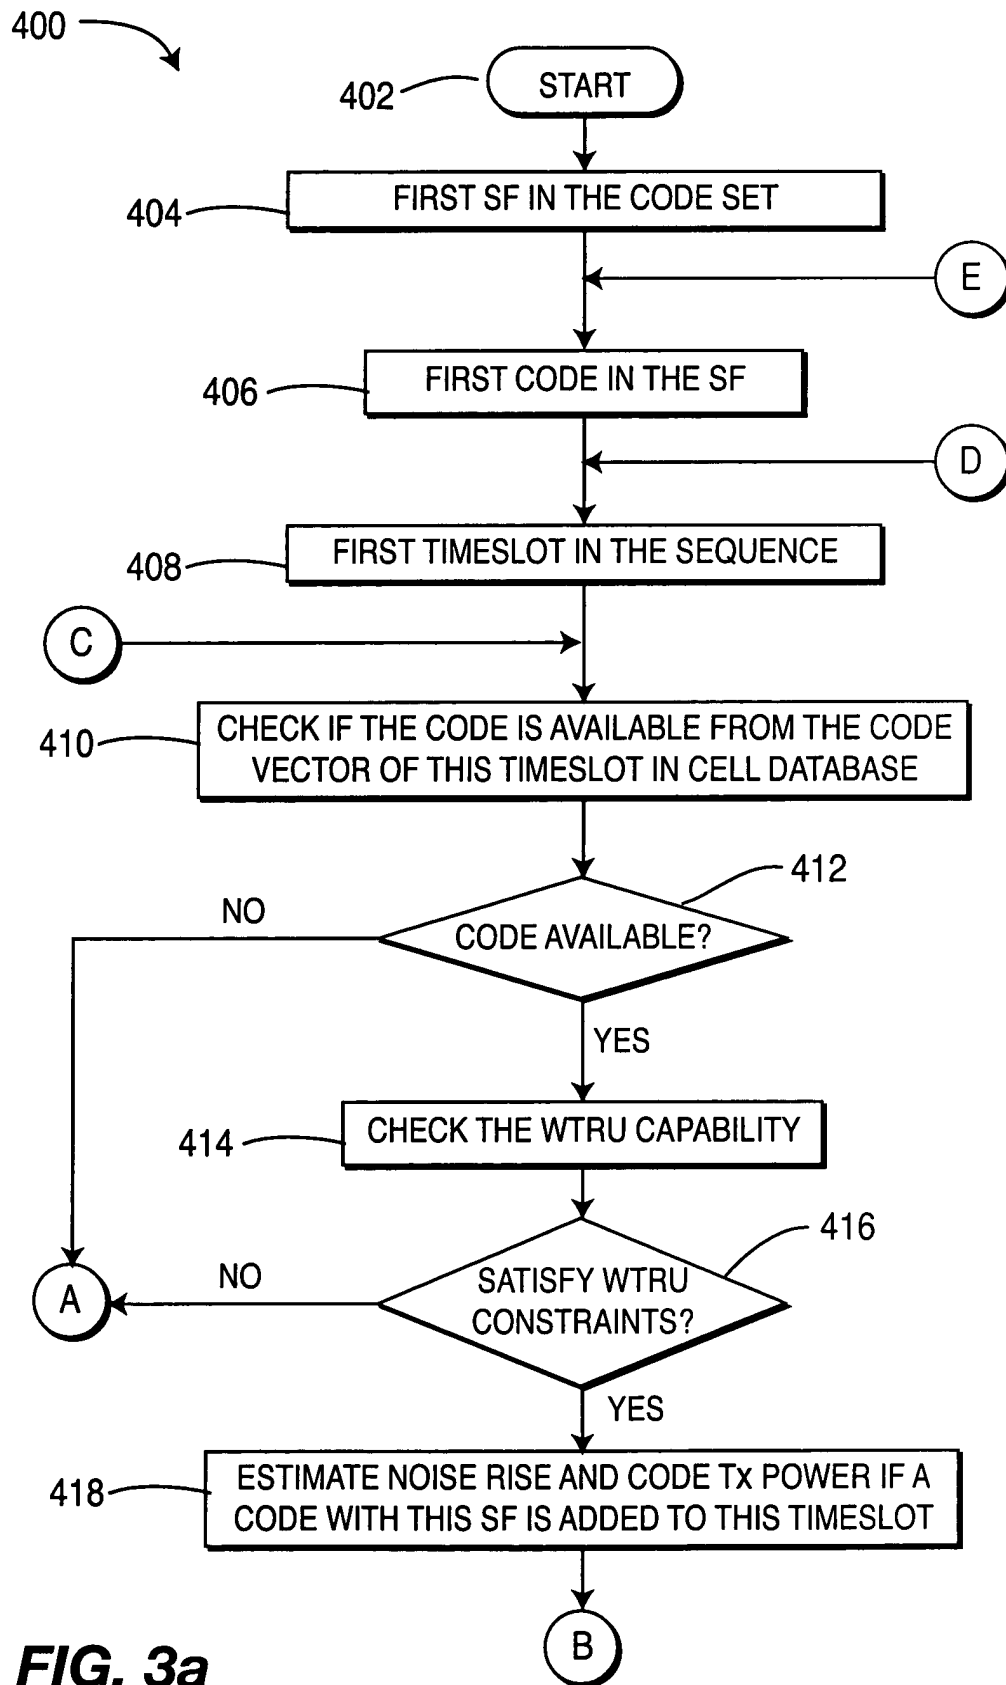 400
402
START
404
FIRST SF IN THE CODE SET
E
406
FIRST CODE IN THE SF
D
408
FIRST TIMESLOT IN THE SEQUENCE
C
410
CHECK IF THE CODE IS AVAILABLE FROM THE CODE
VECTOR OF THIS TIMESLOT IN CELL DATABASE
412
NO
CODE AVAILABLE?
YES
414
CHECK THE WTRU CAPABILITY
416
A
NO
SATISFY WTRU
CONSTRAINTS?
YES
418
ESTIMATE NOISE RISE AND CODE Tx POWER IF A
CODE WITH THIS SF IS ADDED TO THIS TIMESLOT
B
FIG. 3a